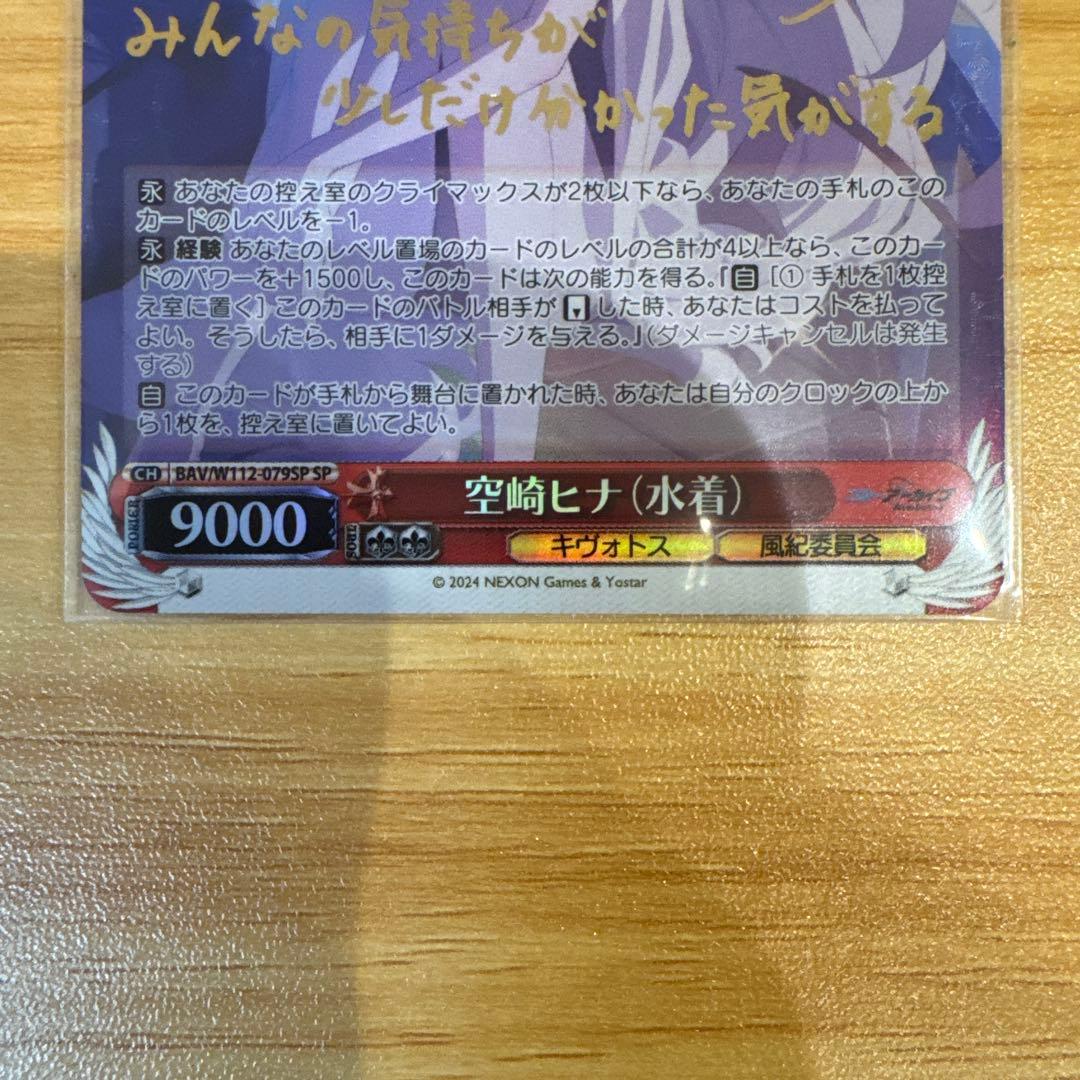 みんなの気持ちが
少しだけ分かった気がする
永 あなたの控え室のクライマックスが2枚以下なら、あなたの手札のこの
カードのレベルを－1。
永 経験 あなたのレベル置場のカードのレベルの合計が4以上なら、このカー
ドのパワーを＋1500し、このカードは次の能力を得る。『自 [① 手札を1枚控
え室に置く] このカードのバトル相手が した時、あなたはコストを払って
よい。そうしたら、相手に1ダメージを与える。』（ダメージキャンセルは発生
する）
自 このカードが手札から舞台に置かれた時、あなたは自分のクロックの上か
ら1枚を、控え室に置いてよい。
CH BAV/W112-079SP SP
POWER 9000
空崎ヒナ（水着）
ブルーアーカイブ
SOUL
キヴォトス
風紀委員会
© 2024 NEXON Games & Yostar